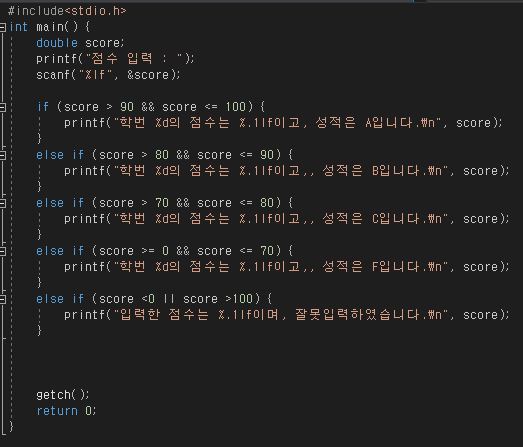 #include<stdio.h>
int main() {
double score;
printf("점수 입력 : ");
scanf("%lf", &score);
if (score > 90 && score <= 100) {
printf("학번 %d의 점수는 %.1lf이고, 성적은 A입니다.₩n", score);
}
else if (score > 80 && score <= 90) {
printf("학번 %d의 점수는 %.1lf이고,, 성적은 B입니다.₩n", score);
}
else if (score > 70 && score <= 80) {
printf("학번 %d의 점수는 %.1lf이고,, 성적은 C입니다.₩n", score);
}
else if (score >= 0 && score <= 70) {
printf("학번 %d의 점수는 %.1lf이고,, 성적은 F입니다.₩n", score);
}
else if (score <0 || score >100) {
printf("입력한 점수는 %.1lf이며, 잘못입력하였습니다.₩n", score);
}
getch();
return 0;
}